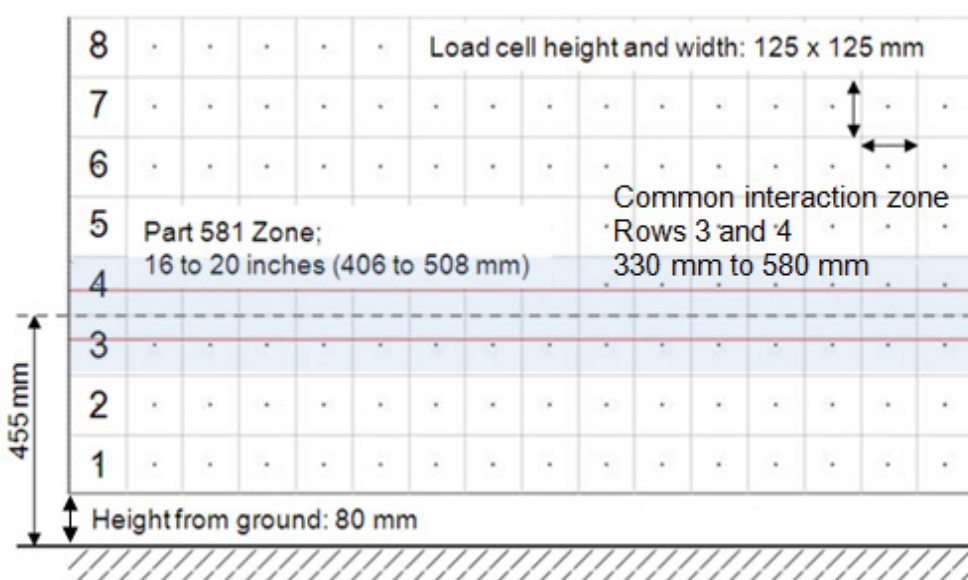 8
Load cell height and width: 125 x 125 mm
7
6
Common interaction zone
5
Part 581 Zone;
Rows 3 and 4
16 to 20 inches (406 to 508 mm)
330 mm to 580 mm
4
3
455 mm
2
1
Height from ground: 80 mm